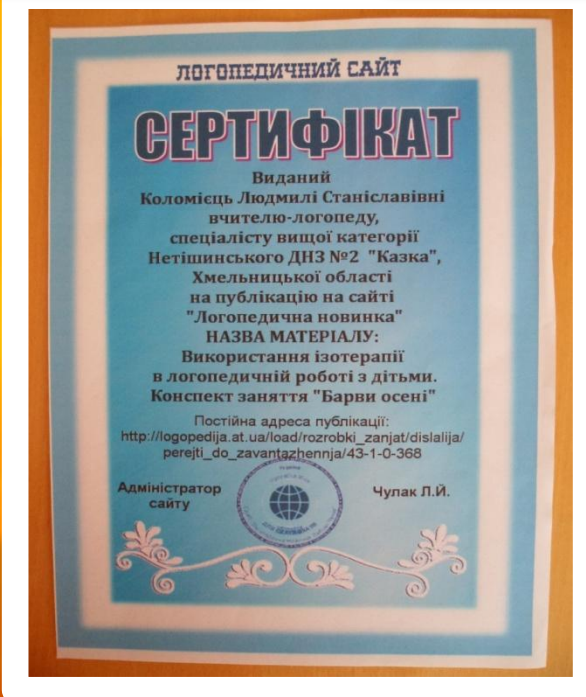 ЛОГОПЕДИЧНИЙ САЙТ
СЕРТИФІКАТ
Виданий
Коломієць Людмилі Станіславівні
вчителю-логопеду,
спеціалісту вищої категорії
Нетішинського ДНЗ №2 "Казка",
Хмельницької області
на публікацію на сайті
"Логопедична новинка"
НАЗВА МАТЕРІАЛУ:
Використання ізотерапії
в логопедичній роботі з дітьми.
Конспект заняття "Барви осені"
Постійна адреса публікації:
http://logopedija.at.ua/load/rozrobki_zanjat/dislalija/
perejti_do_zavantazhennja/43-1-0-368
Адміністратор
сайту
Чулак Л.Й.